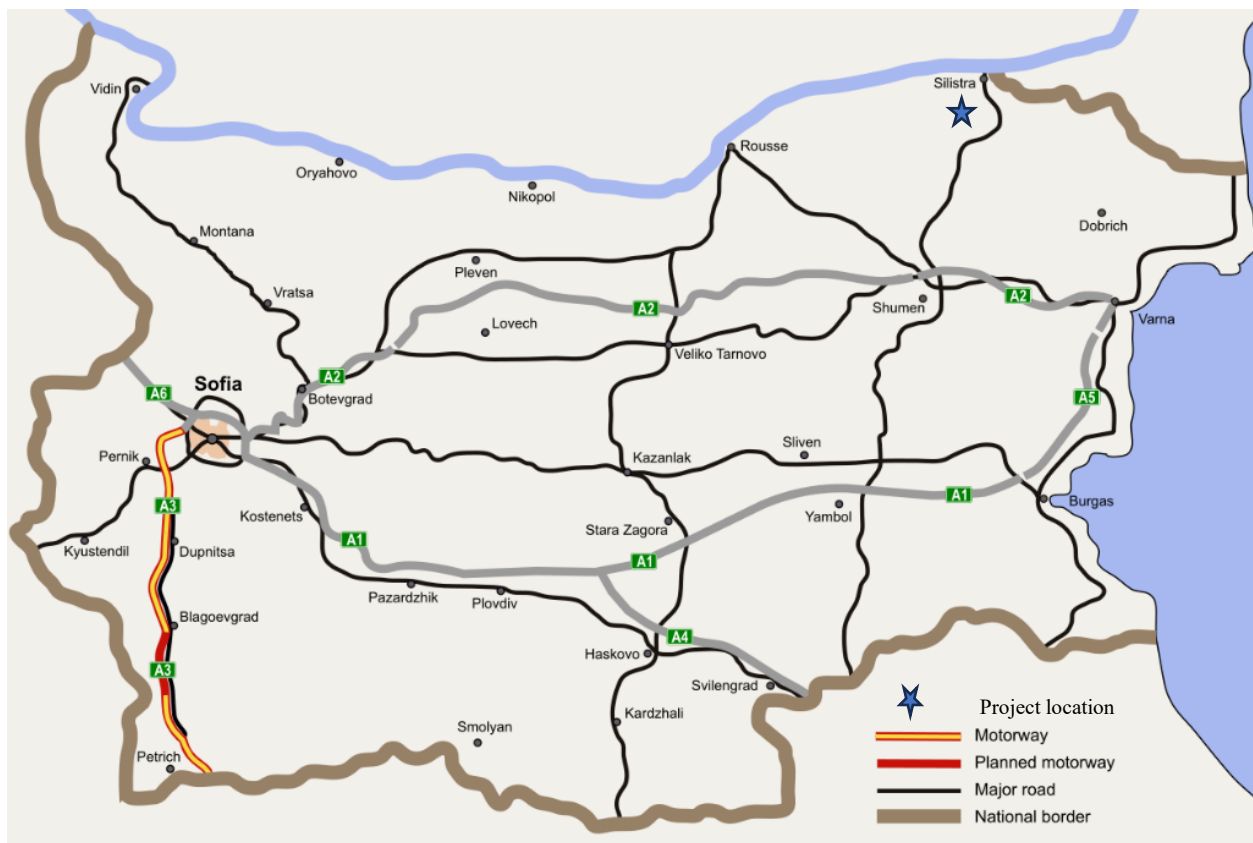 Silistra
Vidin
Rousse
Oryahovo
Nikopol
Dobrich
Montana
Pleven
Vratsa
A2
A2
Shumen
Lovech
Varna
Veliko Tarnovo
A2
Sofia
A6
Botevgrad
A5
Sliven
Pernik
Kazanlak
A1
Burgas
A3
Kostenets
Yambol
Stara Zagora
A1
Kyustendil
Dupnitsa
A1
Pazardzhik
Plovdiv
Blagoevgrad
A4
Haskovo
A3
Svilengrad
Kardzhali
Smolyan
Petrich
Project location
Motorway
Planned motorway
Major road
National border